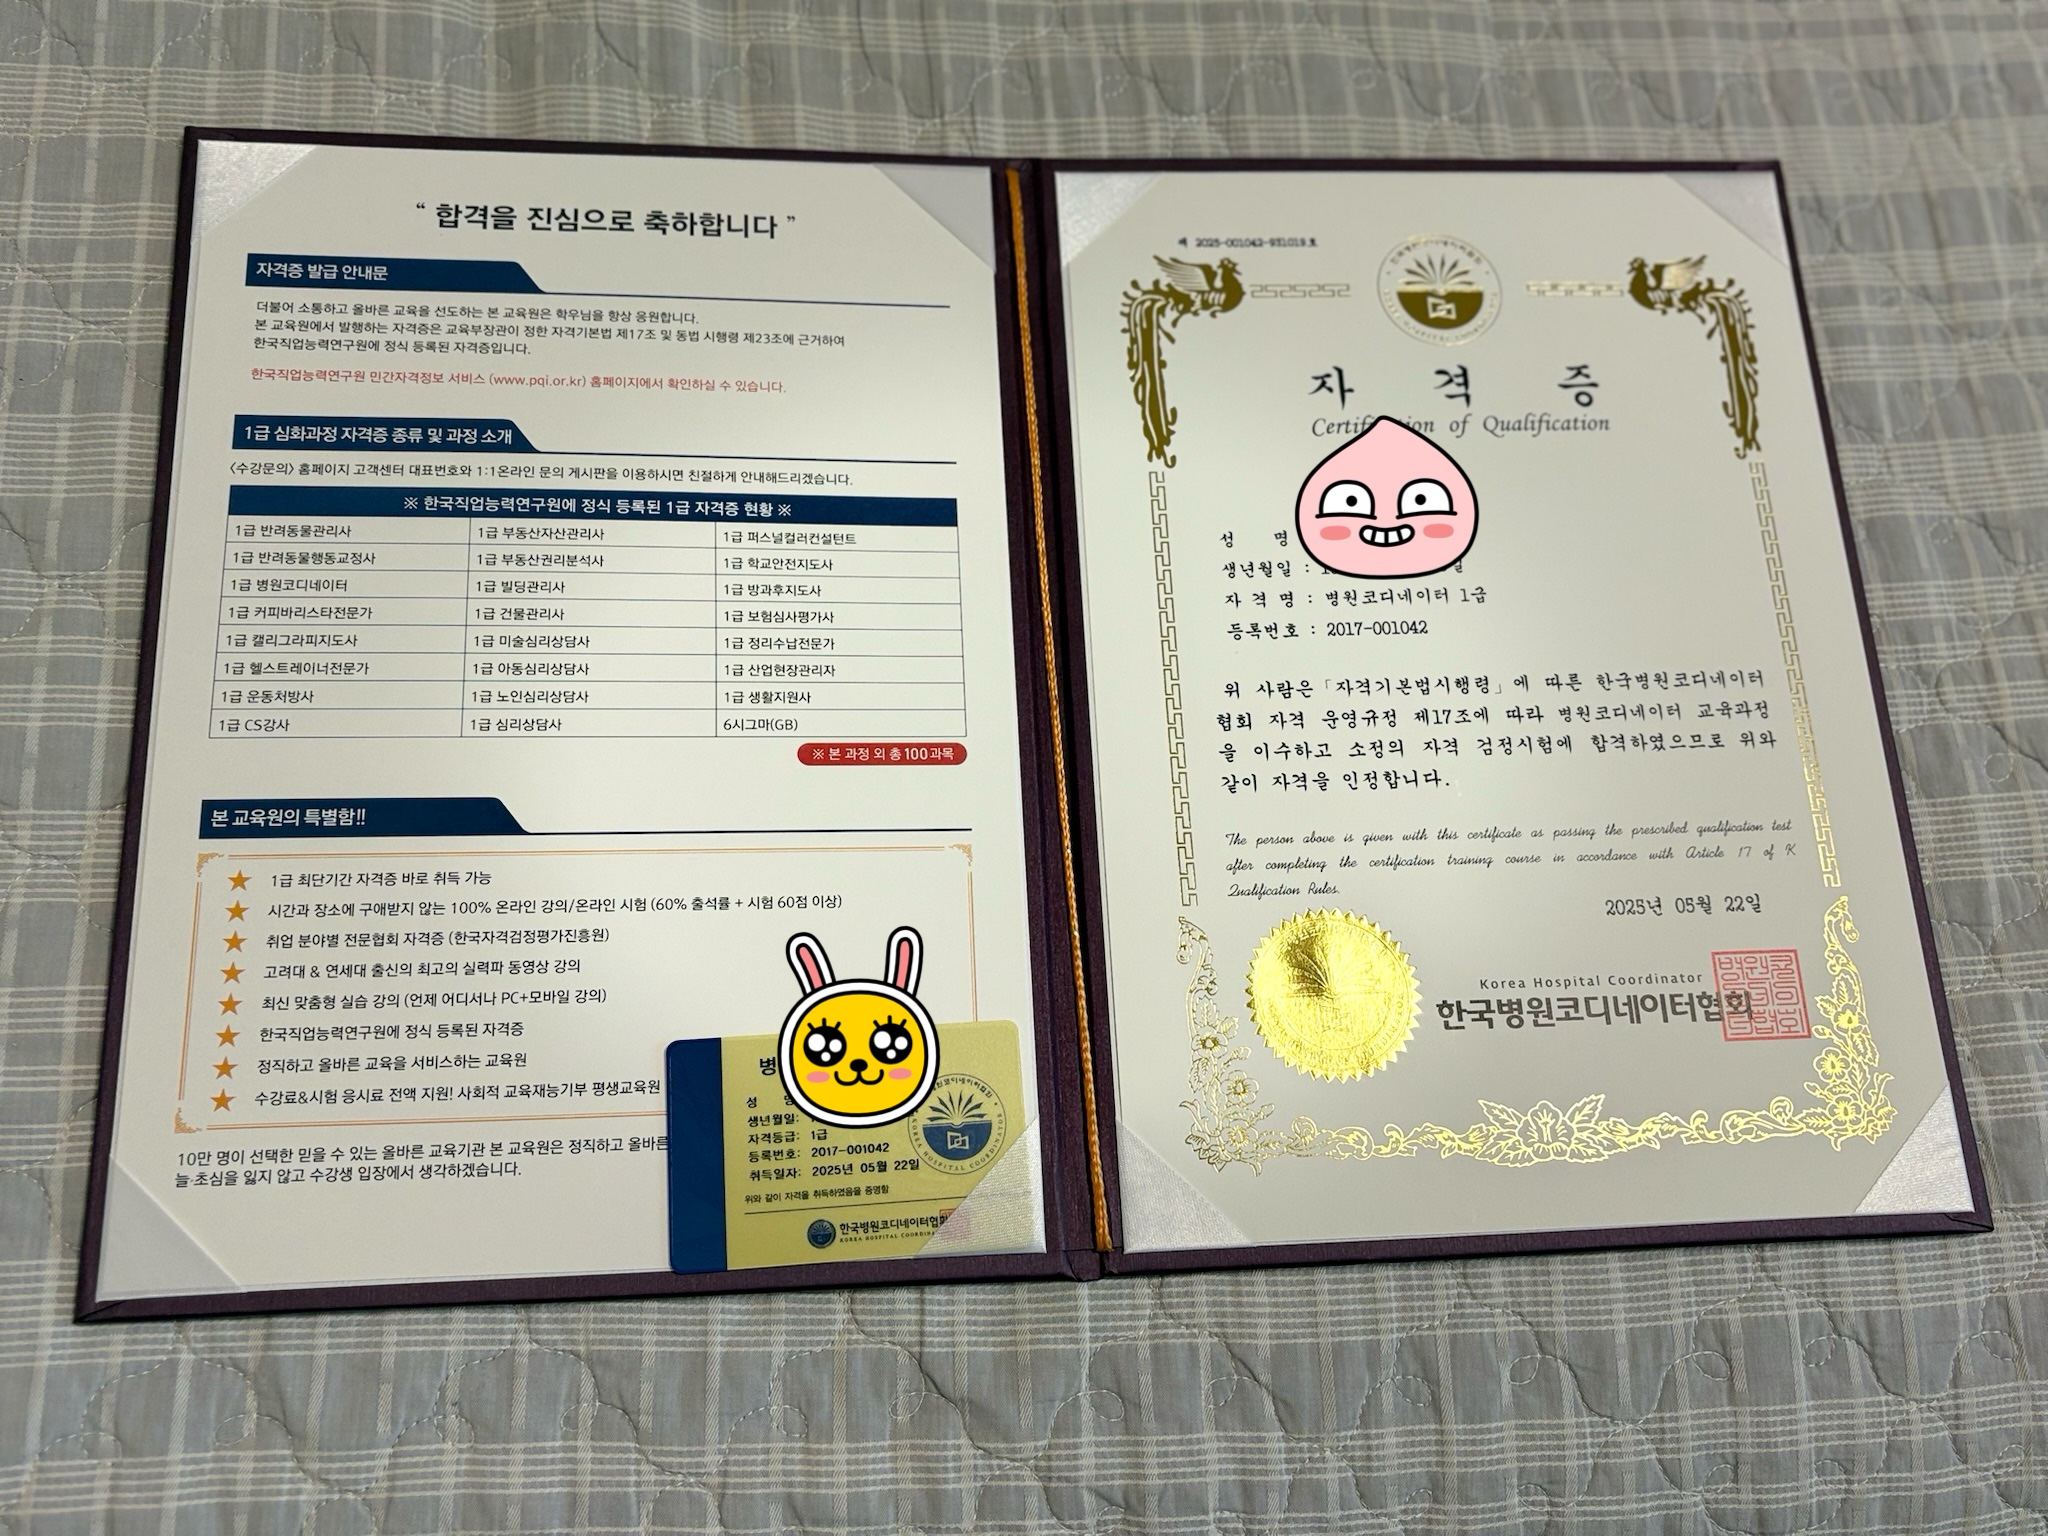 “ 합격을 진심으로 축하합니다 ”
자격증 발급 안내문
더불어 소통하고 올바른 교육을 선도하는 본 교육원은 학우님을 항상 응원합니다.
본 교육원에서 발행하는 자격증은 교육부장관이 정한 자격기본법 제17조 및 동법 시행령 제23조에 근거하여
한국직업능력연구원에 정식 등록된 자격증입니다.
한국직업능력연구원 민간자격정보 서비스 (www.pqi.or.kr) 홈페이지에서 확인하실 수 있습니다.
1급 심화과정 자격증 종류 및 과정 소개
<수강문의> 홈페이지 고객센터 대표번호와 1:1온라인 문의 게시판을 이용하시면 친절하게 안내해드리겠습니다.
※ 한국직업능력연구원에 정식 등록된 1급 자격증 현황 ※
1급 반려동물관리사 1급 부동산자산관리사 1급 퍼스널컬러컨설턴트
1급 반려동물행동교정사 1급 부동산권리분석사 1급 학교안전지도사
1급 병원코디네이터 1급 빌딩관리사 1급 방과후지도사
1급 커피바리스타전문가 1급 건물관리사 1급 보험심사평가사
1급 캘리그라피지도사 1급 미술심리상담사 1급 정리수납전문가
1급 헬스트레이너전문가 1급 아동심리상담사 1급 산업현장관리자
1급 운동처방사 1급 노인심리상담사 1급 생활지원사
1급 CS강사 1급 심리상담사 6시그마(GB)
※ 본 과정 외 총 100과목
본 교육원의 특별함!!
1급 최단기간 자격증 바로 취득 가능
시간과 장소에 구애받지 않는 100% 온라인 강의/온라인 시험 (60% 출석률 + 시험 60점 이상)
취업 분야별 전문협회 자격증 (한국자격검정평가진흥원)
고려대 & 연세대 출신의 최고의 실력파 동영상 강의
최신 맞춤형 실습 강의 (언제 어디서나 PC+모바일 강의)
한국직업능력연구원에 정식 등록된 자격증
정직하고 올바른 교육을 서비스하는 교육원
수강료&시험 응시료 전액 지원! 사회적 교육재능기부 평생교육원
10만 명이 선택한 믿을 수 있는 올바른 교육기관 본 교육원은 정직하고 올바른
늘 초심을 잃지 않고 수강생 입장에서 생각하겠습니다.
병
성 명
생년월일:
자격등급: 1급
등록번호: 2017-001042
취득일자: 2025년 05월 22일
위와 같이 자격을 취득하였음을 증명함
한국병원코디네이터협회
KOREA HOSPITAL COORDINA
제 2025-001042-931019호
자 격 증
Certif on of Qualification
성 명
생년월일 : 일
자 격 명 : 병원코디네이터 1급
등록번호 : 2017-001042
위 사람은「자격기본법시행령」에 따른 한국병원코디네이터
협회 자격 운영규정 제17조에 따라 병원코디네이터 교육과정
을 이수하고 소정의 자격 검정시험에 합격하였으므로 위와
같이 자격을 인정합니다.
The person above is given with this certificate as passing the prescribed qualification test
after completing the certification training course in accordance with Article 17 of K
Qualification Rules.
2025년 05월 22일
Korea Hospital Coordinator
한국병원코디네이터협회